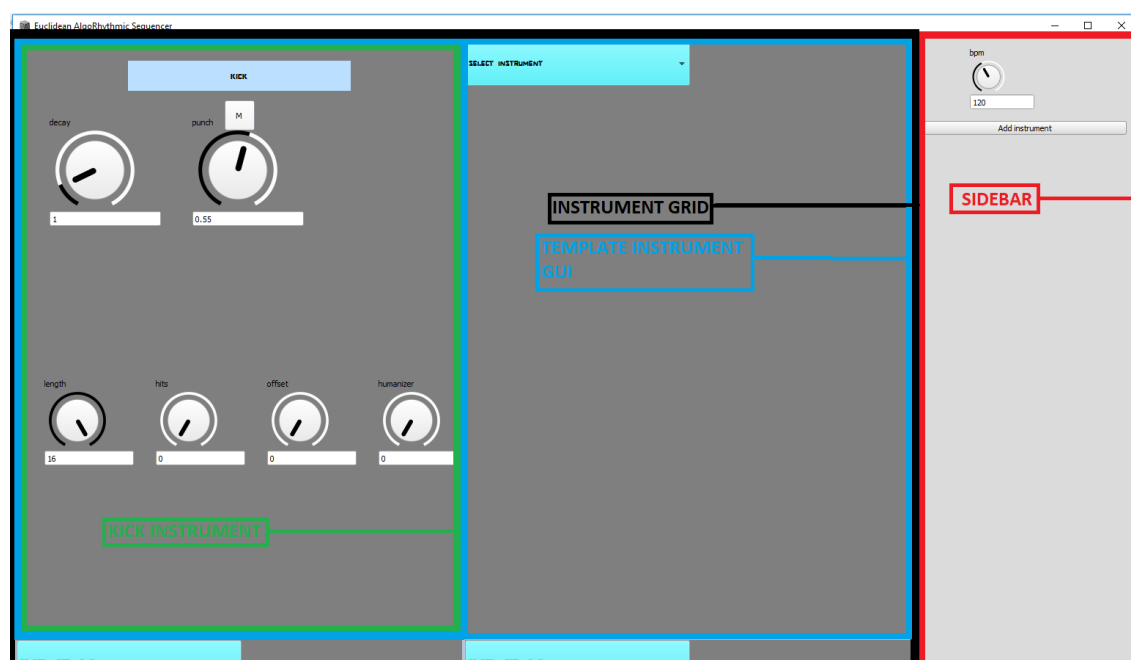 Euclidean AlgoRhythmic Sequencer
KICK
M
decay
punch
1
0.55
length
hits
offset
humanizer
16
0
0
0
KICK INSTRUMENT
SELECT INSTRUMENT
INSTRUMENT GRID
TEMPLATE INSTRUMENT
GUI
bpm
120
Add instrument
SIDEBAR